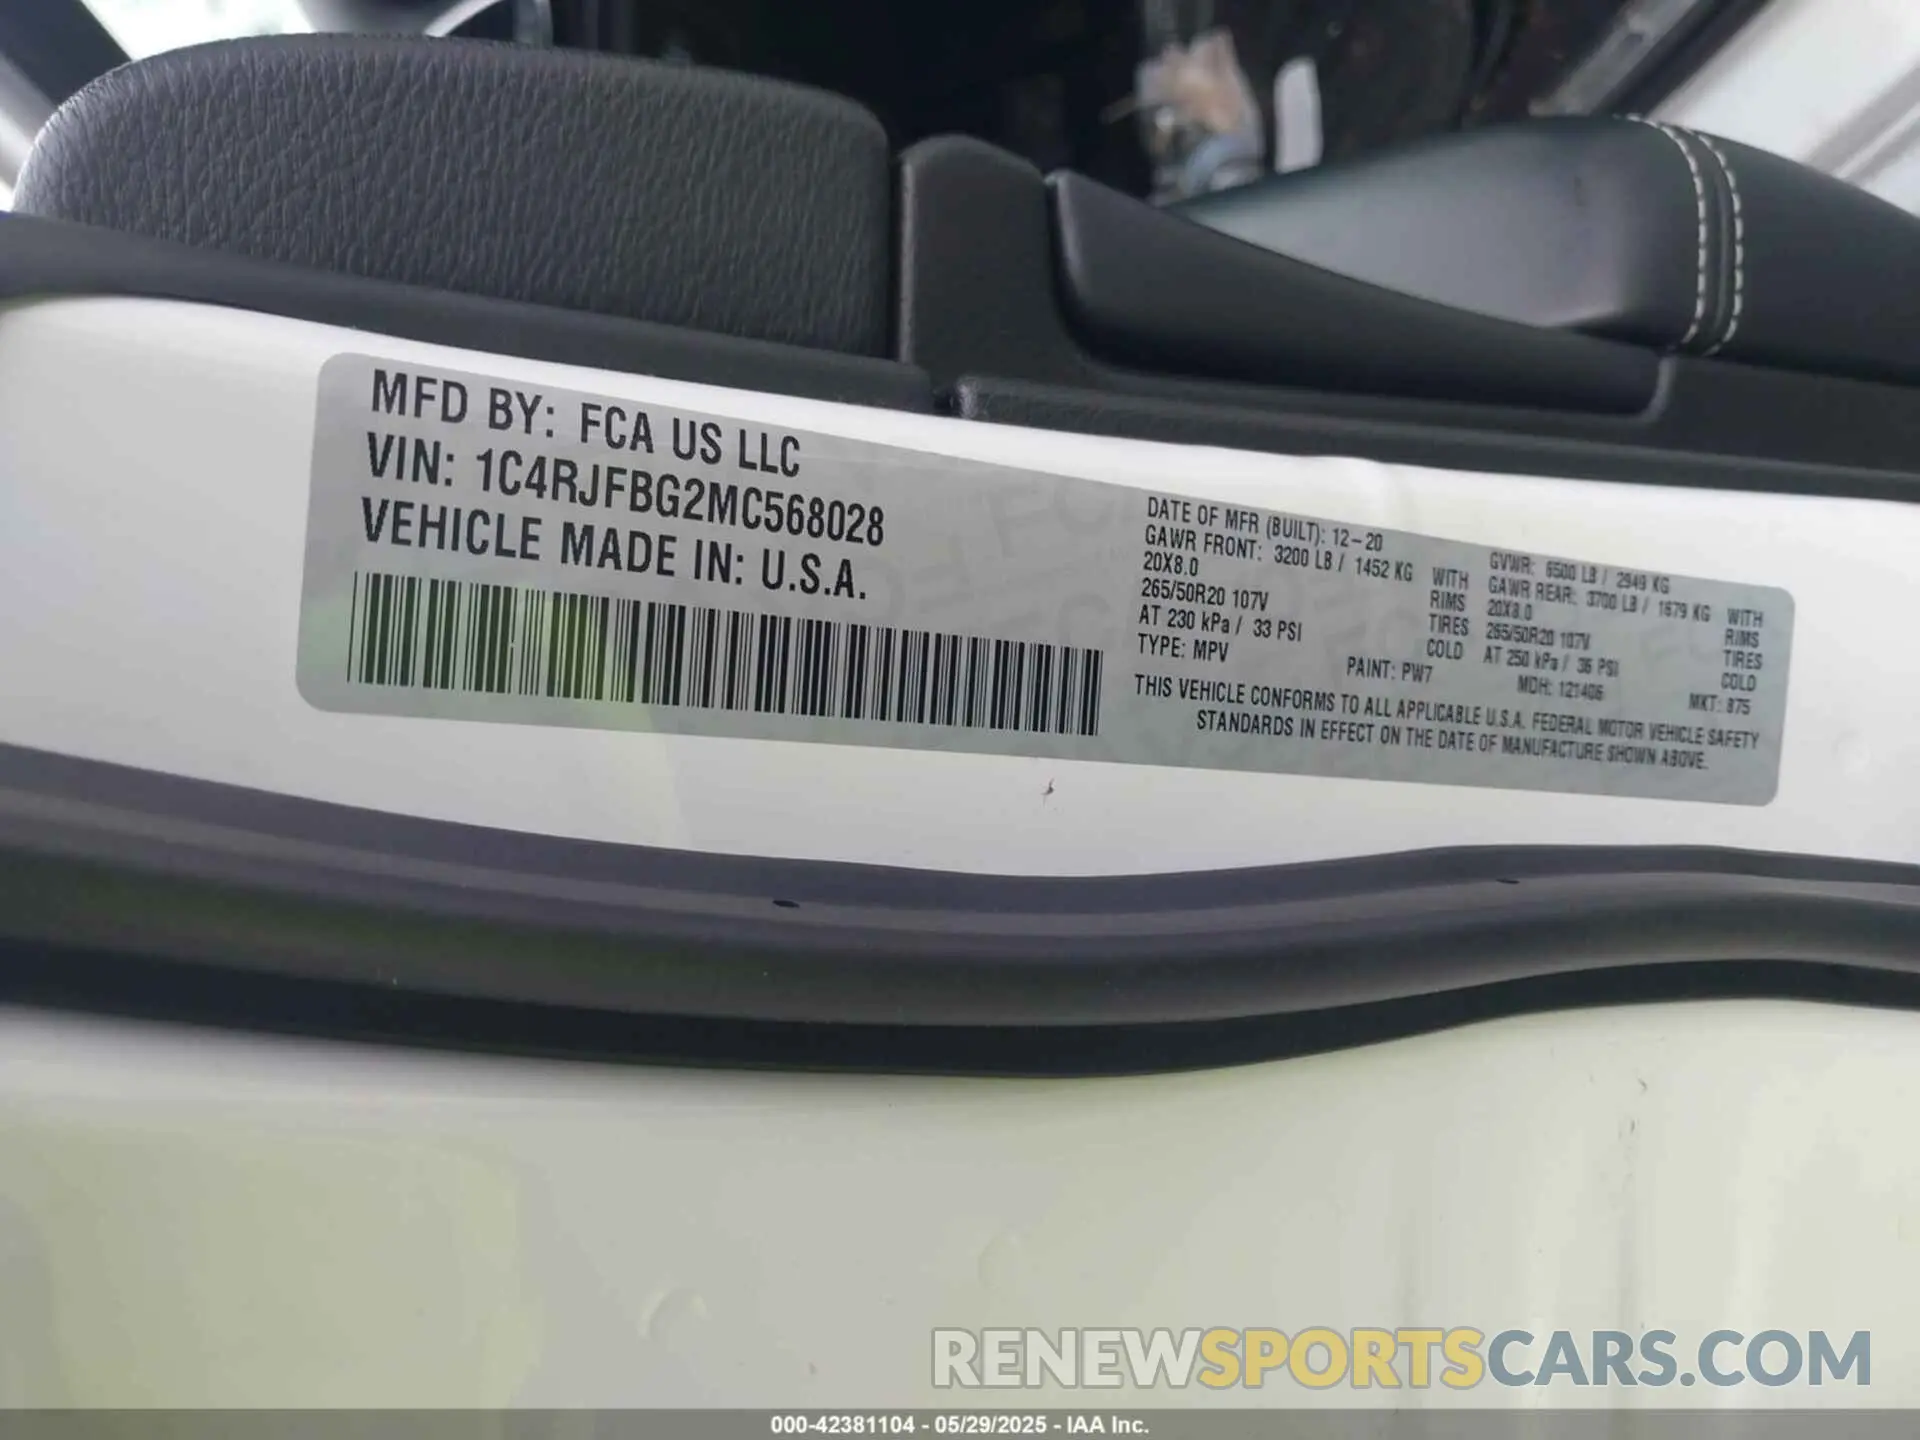 MFD BY: FCA US LLC
VIN: 1C4RJFBG2MC568028
VEHICLE MADE IN: U.S.A.
DATE OF MFR (BUILT): 12-20
GAWR FRONT: 3200 LB / 1452 KG WITH
20X8.0 RIMS
265/50R20 107V TIRES
AT 230 kPa / 33 PSI COLD
TYPE: MPV
PAINT: PW7
GVWR: 6500 LB / 2949 KG
GAWR REAR: 3700 LB / 1679 KG WITH
20X8.0 RIMS
265/50R20 107V TIRES
AT 250 kPa / 36 PSI COLD
MDH: 121406
MKT: 875
THIS VEHICLE CONFORMS TO ALL APPLICABLE U.S.A. FEDERAL MOTOR VEHICLE SAFETY
STANDARDS IN EFFECT ON THE DATE OF MANUFACTURE SHOWN ABOVE.
RENEWSPORTSCARS.COM
000-42381104 - 05/29/2025 - IAA Inc.